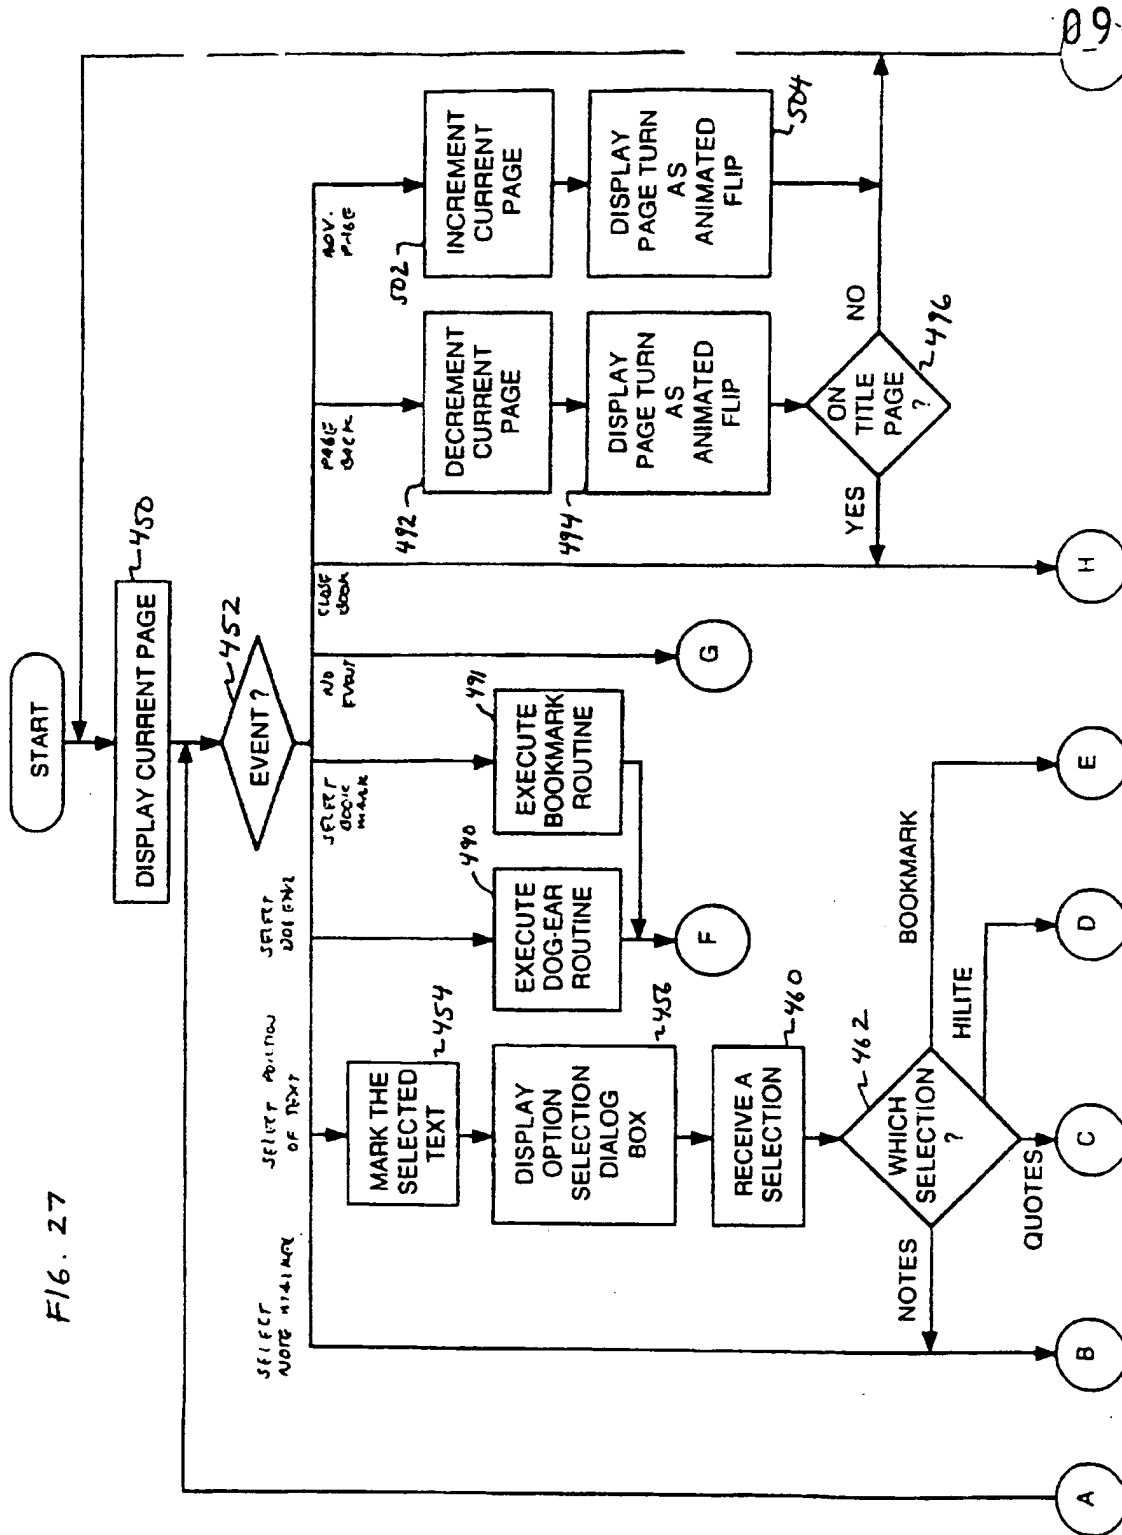 FIG. 27
START
DISPLAY CURRENT PAGE
450
EVENT ?
452
SELECT
NOTE MARKER
SELECT PORTION
OF TEXT
SELECT
DOG EAR
SELECT
BOOK
MARK
NO
EVENT
CLOSE
BOOK
PAGE
BACK
ADV.
PAGE
MARK THE
SELECTED
TEXT
454
DISPLAY
OPTION
SELECTION
DIALOG
BOX
456
RECEIVE A
SELECTION
460
WHICH
SELECTION
?
462
NOTES
QUOTES
HILITE
BOOKMARK
EXECUTE
DOG-EAR
ROUTINE
490
EXECUTE
BOOKMARK
ROUTINE
491
DECREMENT
CURRENT
PAGE
492
DISPLAY
PAGE TURN
AS
ANIMATED
FLIP
494
ON
TITLE
PAGE
?
496
YES
NO
INCREMENT
CURRENT
PAGE
502
DISPLAY
PAGE TURN
AS
ANIMATED
FLIP
504
A
B
C
D
E
F
G
H
09